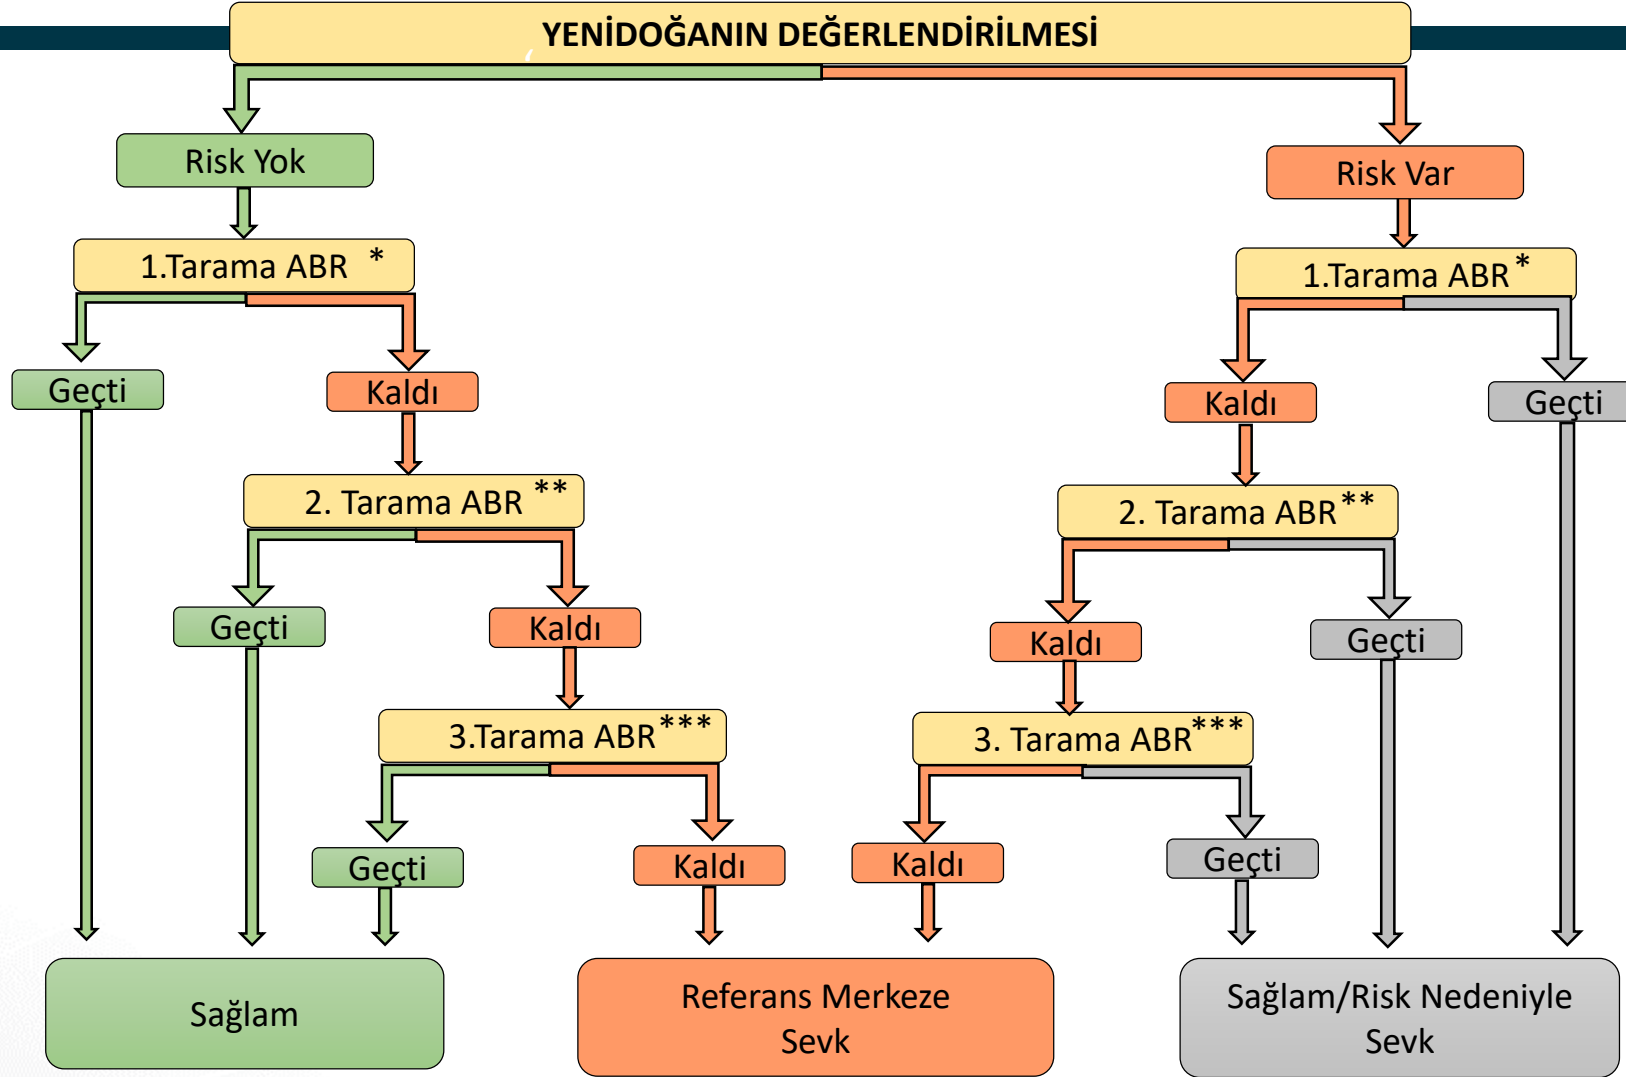 YENİDOĞANIN DEĞERLENDİRİLMESİ
Risk Yok
Risk Var
1.Tarama ABR *
1.Tarama ABR *
Geçti
Kaldı
Kaldı
Geçti
2. Tarama ABR **
2. Tarama ABR **
Geçti
Kaldı
Kaldı
Geçti
3.Tarama ABR ***
3. Tarama ABR ***
Geçti
Kaldı
Kaldı
Geçti
Sağlam
Referans Merkeze
Sevk
Sağlam/Risk Nedeniyle
Sevk